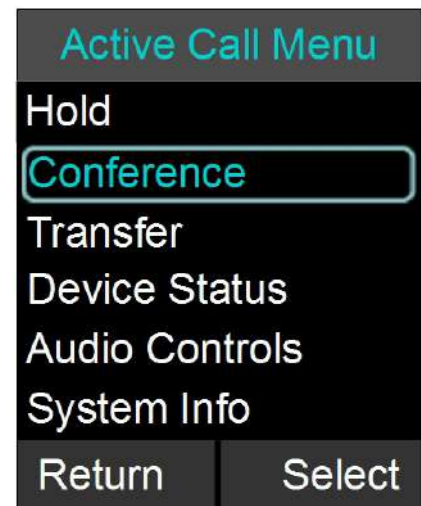 Active Call Menu
Hold
Conference
Transfer
Device Status
Audio Controls
System Info
Return Select